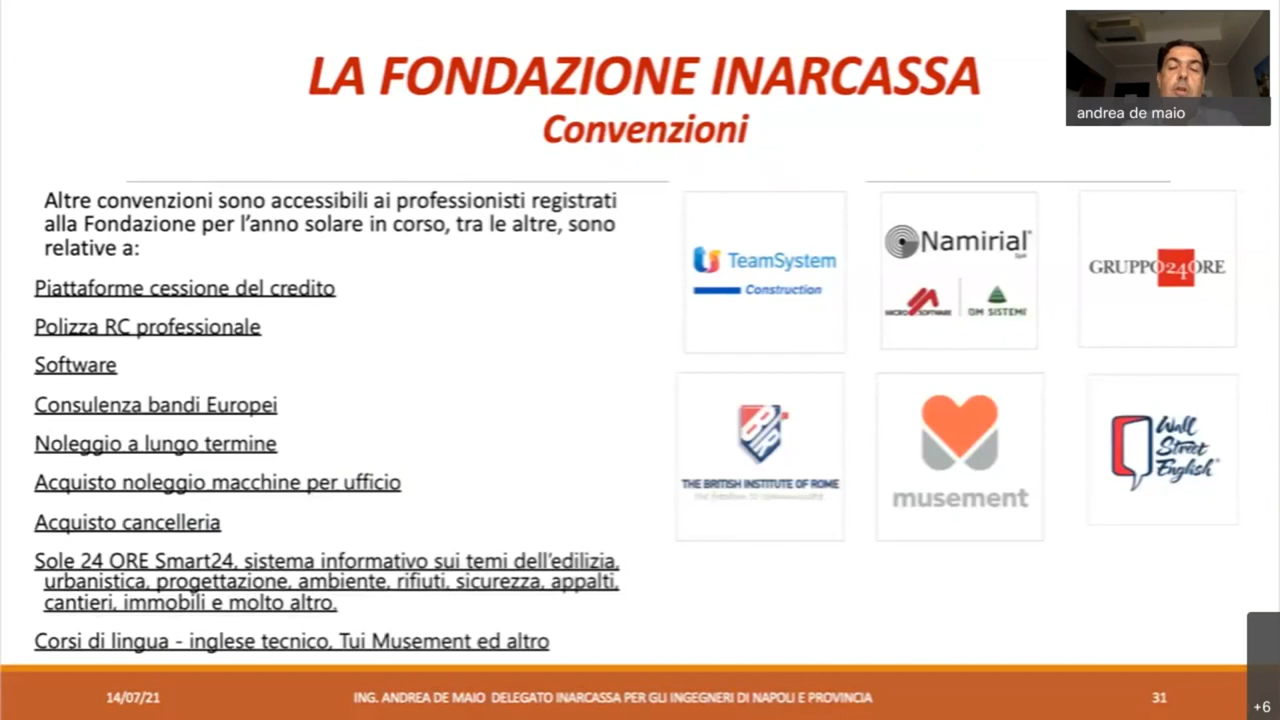 LA FONDAZIONE INARCASSA
Convenzioni
andrea de maio
Altre convenzioni sono accessibili ai professionisti registrati
alla Fondazione per l'anno solare in corso, tra le altre, sono
relative a:
Piattaforme cessione del credito
Polizza RC professionale
Software
Consulenza bandi Europei
Noleggio a lungo termine
Acquisto noleggio macchine per ufficio
Acquisto cancelleria
Sole 24 ORE Smart24, sistema informativo sui temi dell'edilizia,
urbanistica, progettazione, ambiente, rifiuti, sicurezza, appalti,
cantieri, immobili e molto altro.
Corsi di lingua - inglese tecnico, Tui Musement ed altro
TeamSystem
Construction
Namirial
SpA
MICRO SOFTWARE
BM SISTEMI
GRUPPO24ORE
BIR
THE BRITISH INSTITUTE OF ROME
musement
Wall
Street
English
14/07/21
ING. ANDREA DE MAIO DELEGATO INARCASSA PER GLI INGEGNERI DI NAPOLI E PROVINCIA
31
+6